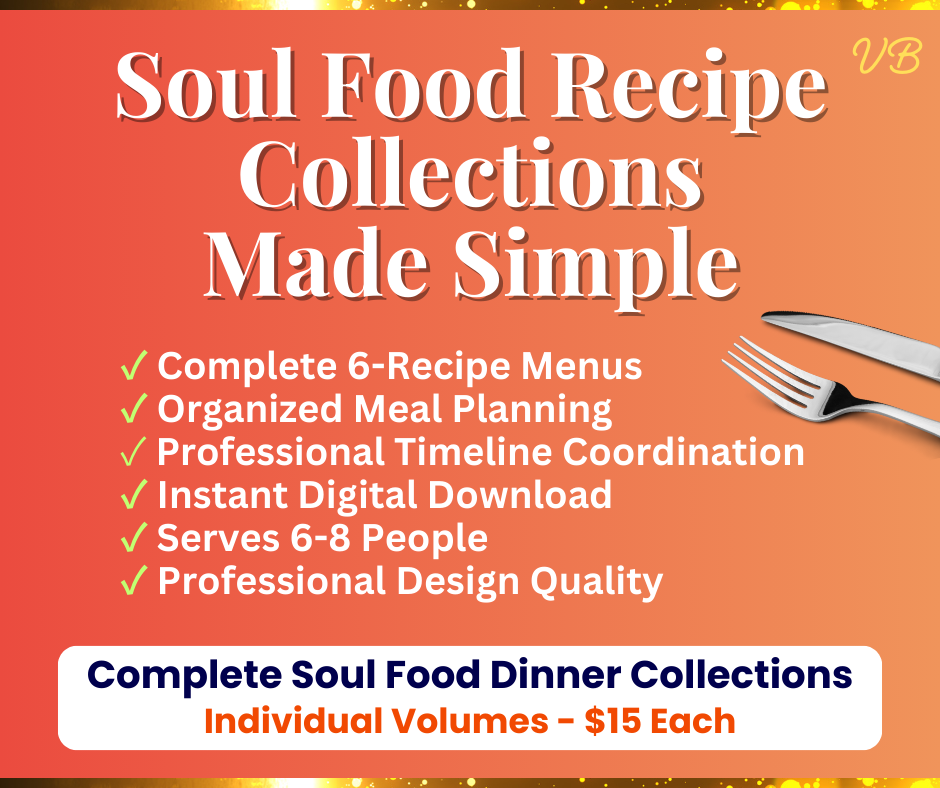 VB
Soul Food Recipe
Collections
Made Simple
✓ Complete 6-Recipe Menus
✓ Organized Meal Planning
✓ Professional Timeline Coordination
✓ Instant Digital Download
✓ Serves 6-8 People
✓ Professional Design Quality
Complete Soul Food Dinner Collections
Individual Volumes - $15 Each